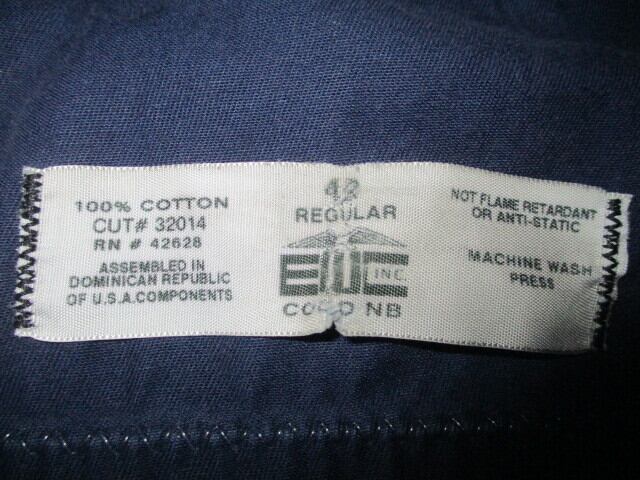 100% COTTON
CUT# 32014
RN # 42628
ASSEMBLED IN
DOMINICAN REPUBLIC
OF U.S.A. COMPONENTS
42
REGULAR
INC.
NB
NOT FLAME RETARDANT
OR ANTI-STATIC
MACHINE WASH
PRESS